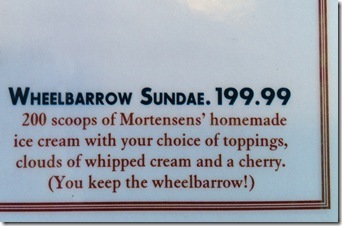 WHEELBARROW SUNDAE. 199.99
200 scoops of Mortensens' homemade
ice cream with your choice of toppings,
clouds of whipped cream and a cherry.
(You keep the wheelbarrow!)